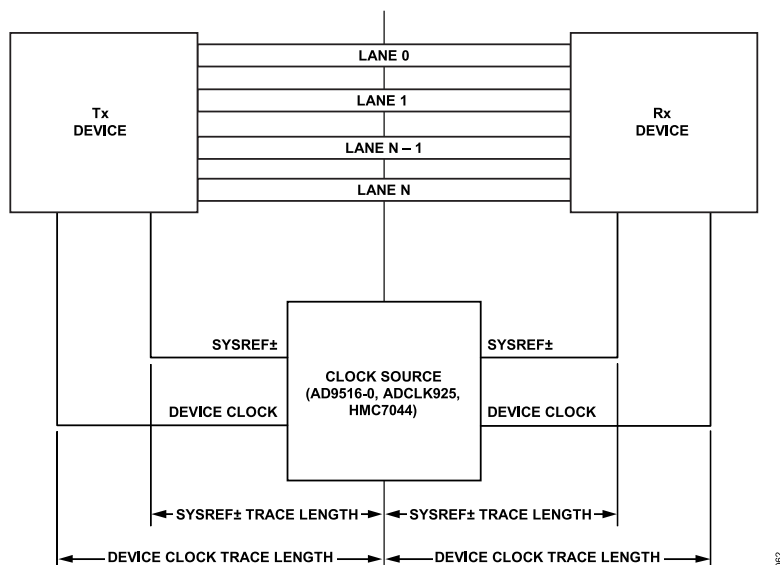 LANE 0
LANE 1
LANE N – 1
LANE N
Tx
DEVICE
Rx
DEVICE
SYSREF±
SYSREF±
CLOCK SOURCE
(AD9516-0, ADCLK925,
HMC7044)
DEVICE CLOCK
DEVICE CLOCK
SYSREF± TRACE LENGTH
SYSREF± TRACE LENGTH
DEVICE CLOCK TRACE LENGTH
DEVICE CLOCK TRACE LENGTH